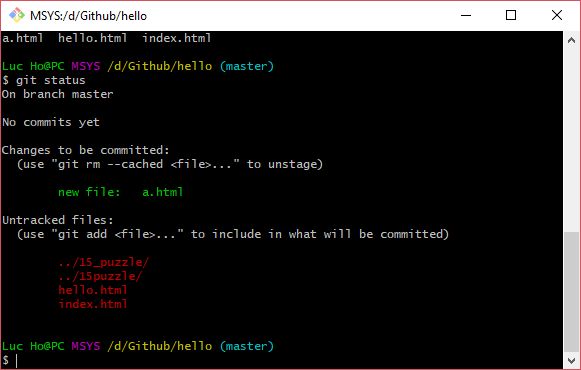 MSYS:/d/Github/hello
a.html  hello.html  index.html
Luc Ho@PC MSYS /d/Github/hello (master)
$ git status
On branch master
No commits yet
Changes to be committed:
  (use "git rm --cached <file>..." to unstage)
        new file:   a.html
Untracked files:
  (use "git add <file>..." to include in what will be committed)
        ../15_puzzle/
        ../15puzzle/
        hello.html
        index.html
Luc Ho@PC MSYS /d/Github/hello (master)
$